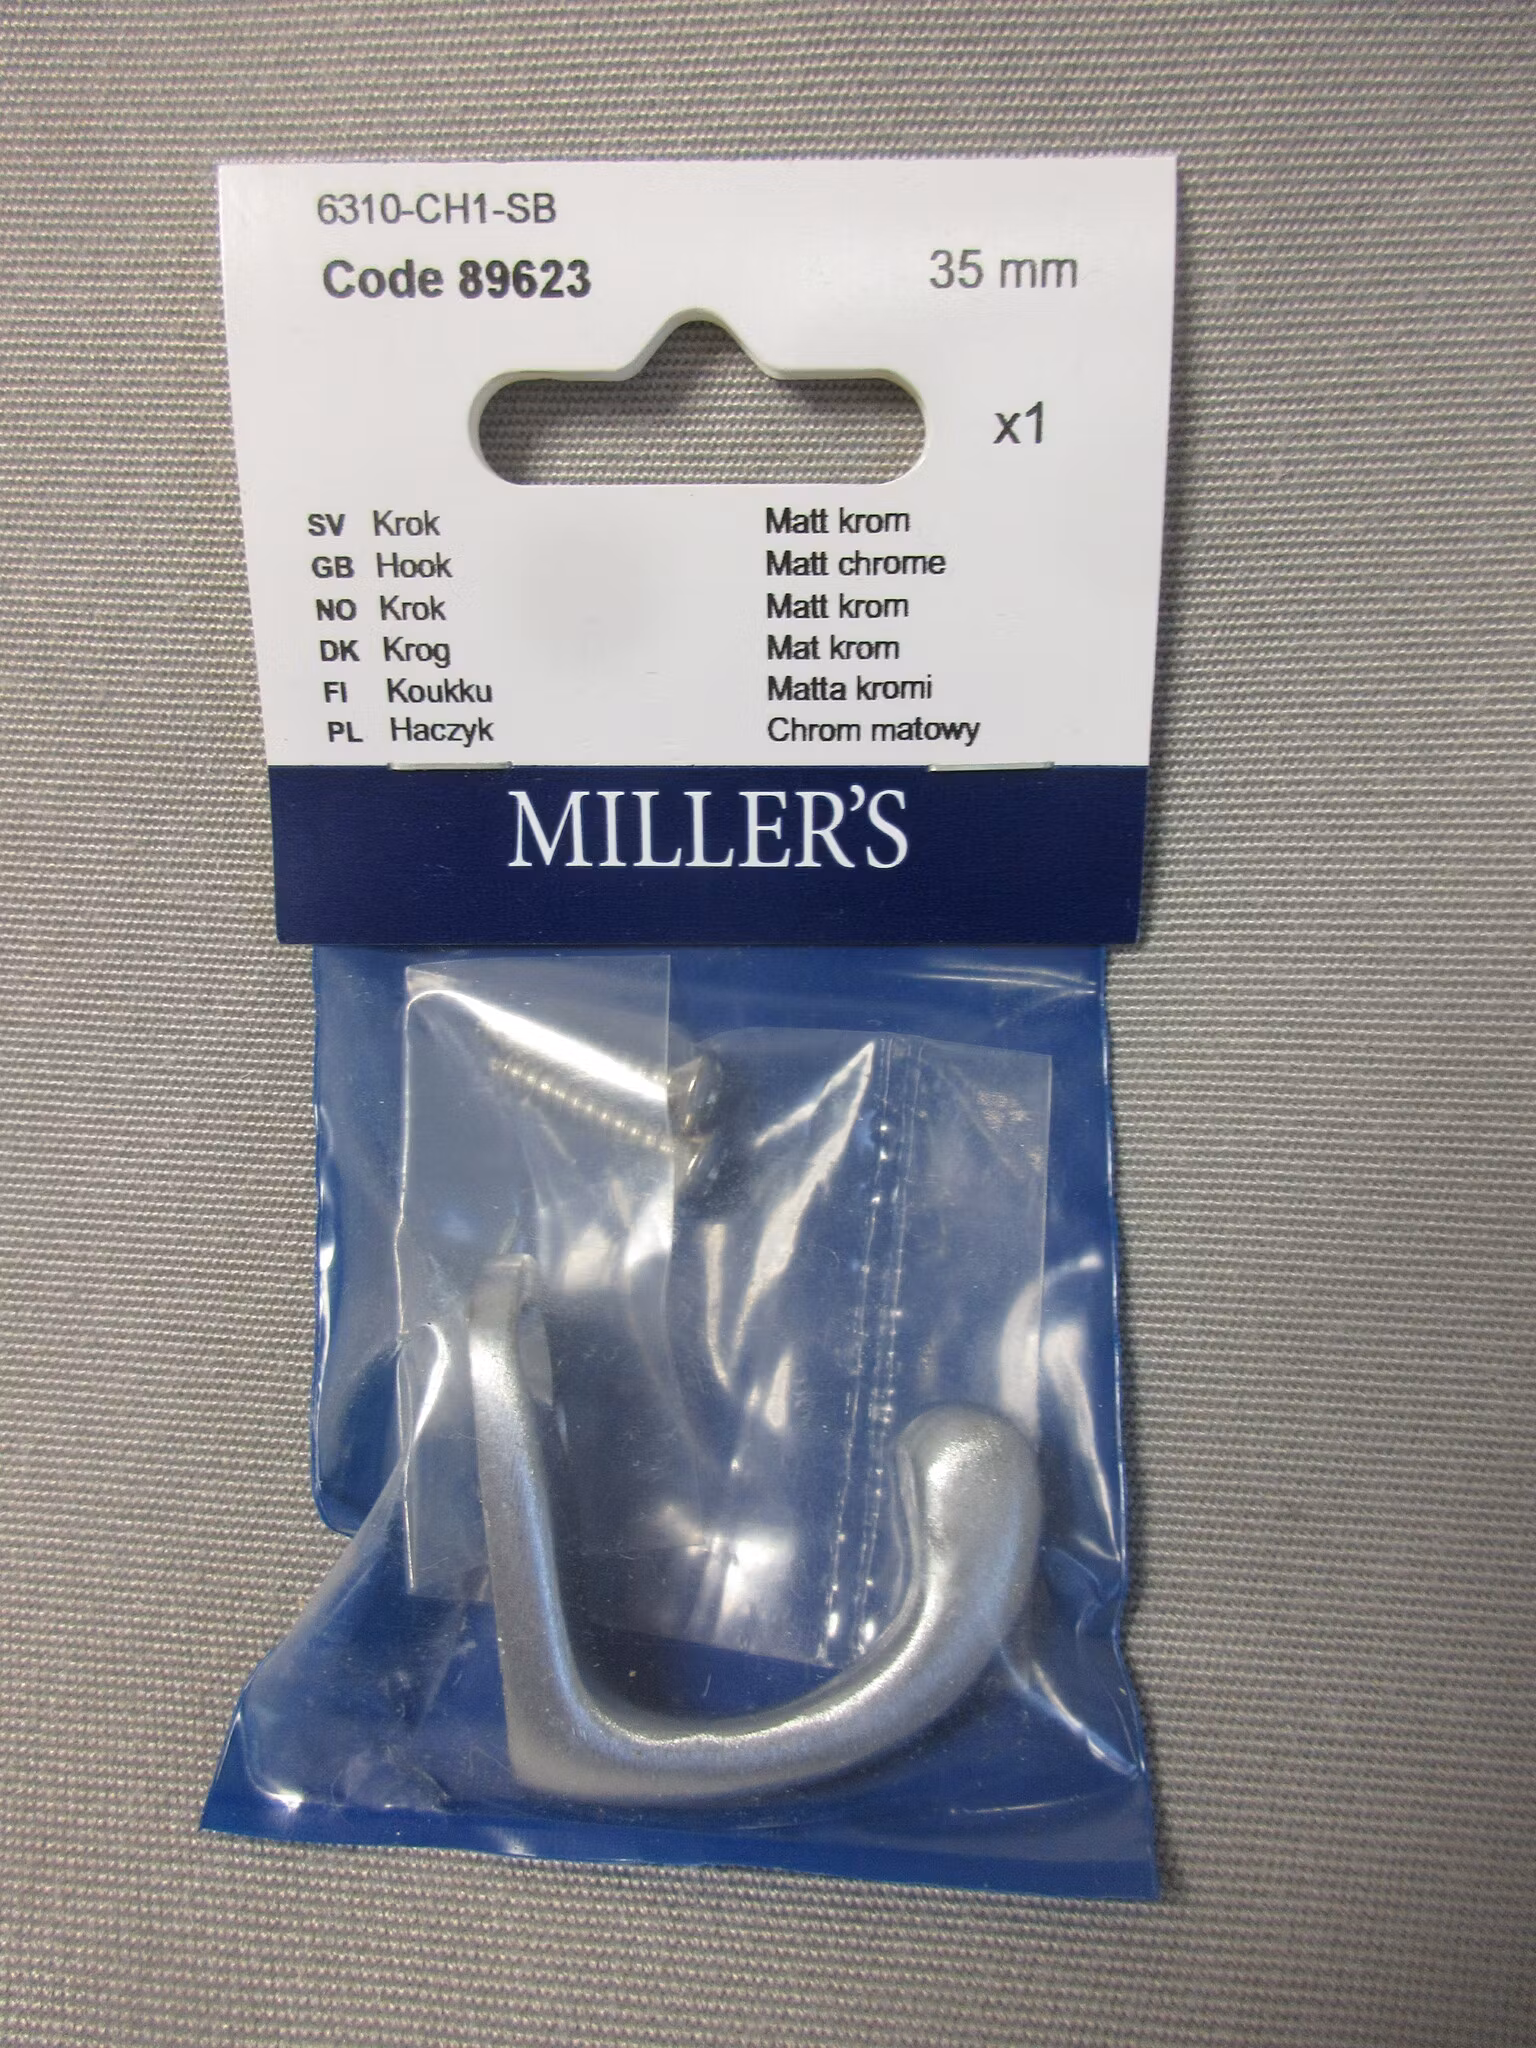 6310-CH1-SB
Code 89623
35 mm
x1
SV Krok Matt krom
GB Hook Matt chrome
NO Krok Matt krom
DK Krog Mat krom
FI Koukku Matta kromi
PL Haczyk Chrom matowy
MILLER'S